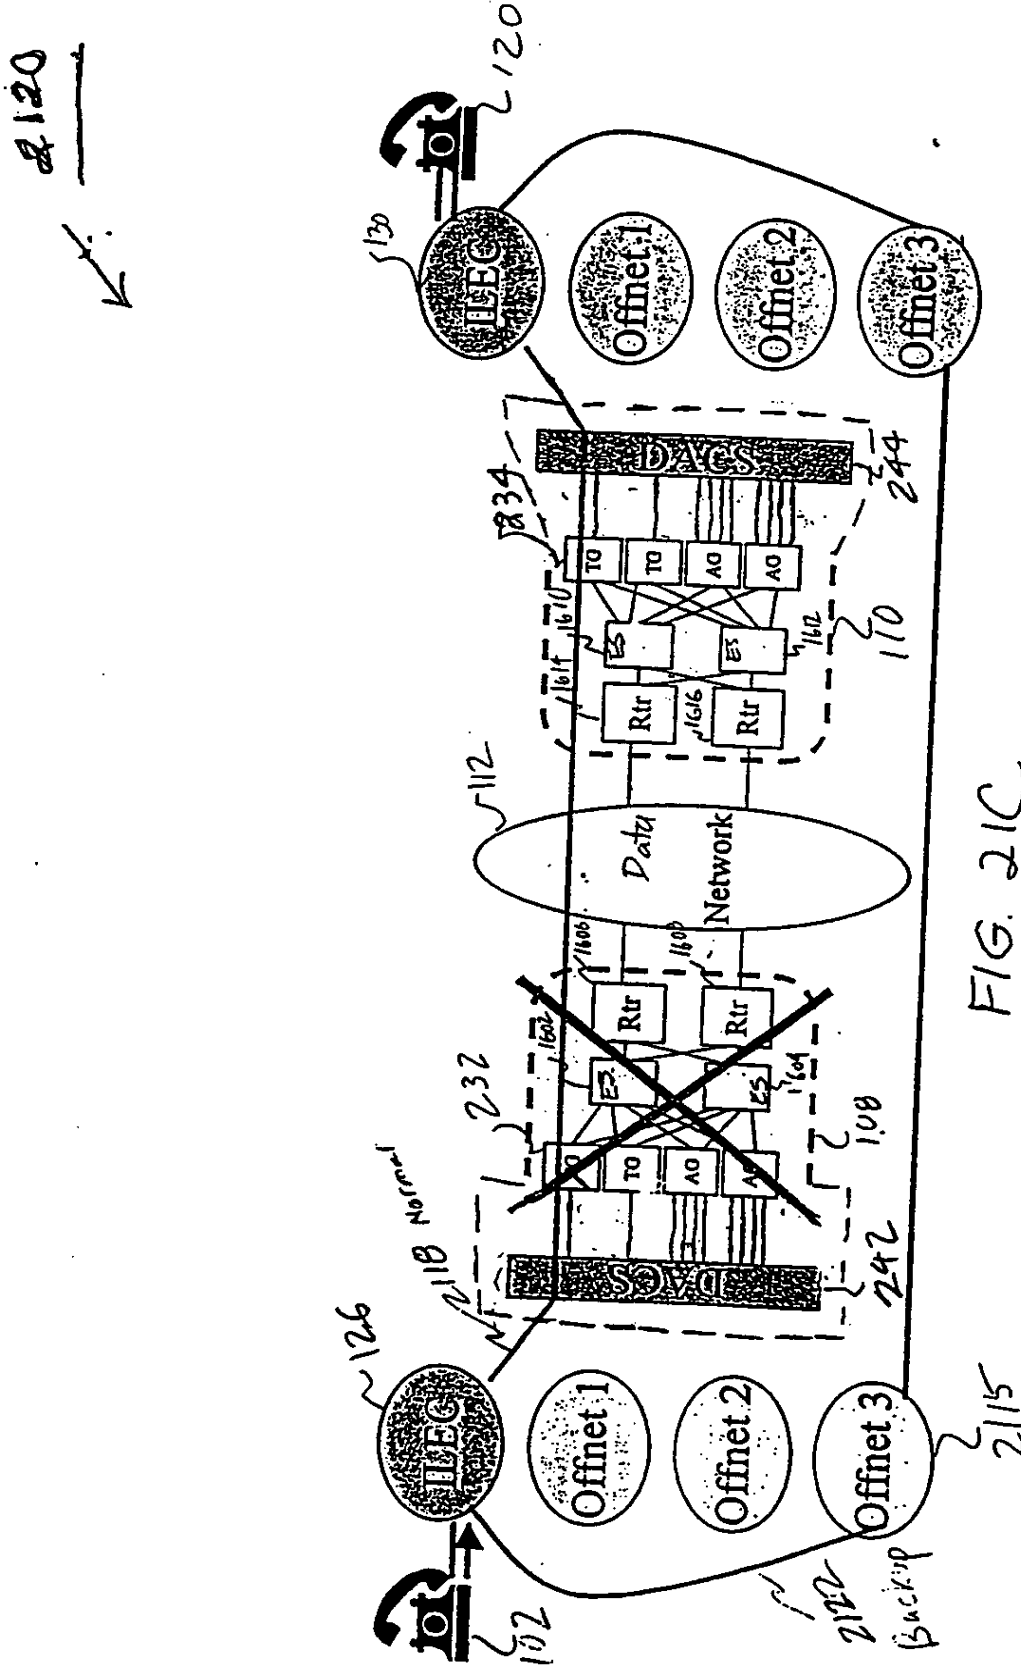 2120
120
130
ILEC
Offnet 1
Offnet 2
Offnet 3
234
DACS
244
TO
TO
AO
AO
1610
ES
ES
1612
1614
Rtr
1616
Rtr
110
112
Data
Network
1606
Rtr
1608
Rtr
1602
ES
ES
1604
232
TO
TO
AO
AO
108
2118 Normal
DACS
242
126
ILEC
Offnet 1
Offnet 2
Offnet 3
2115
102
2122
Backup
FIG. 21C